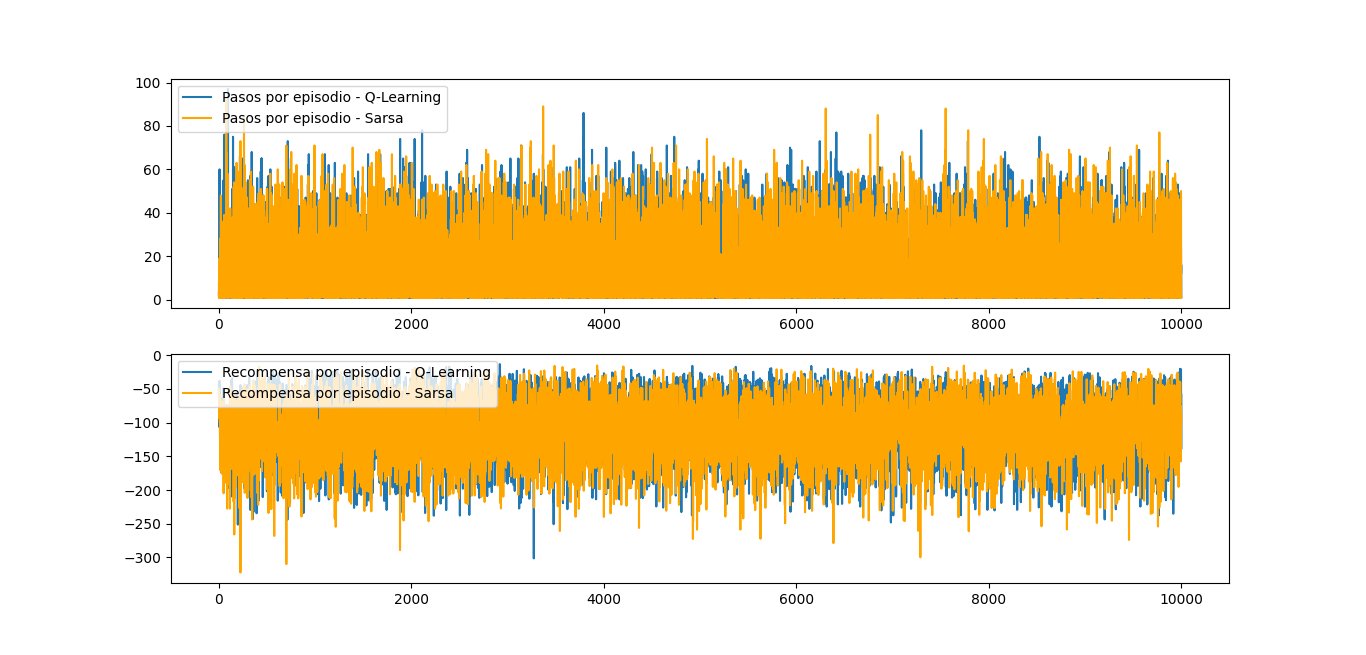 100
80
60
40
20
0
Pasos por episodio - Q-Learning
Pasos por episodio - Sarsa
0 2000 4000 6000 8000 10000
0
−50
−100
−150
−200
−250
−300
Recompensa por episodio - Q-Learning
Recompensa por episodio - Sarsa
0 2000 4000 6000 8000 10000